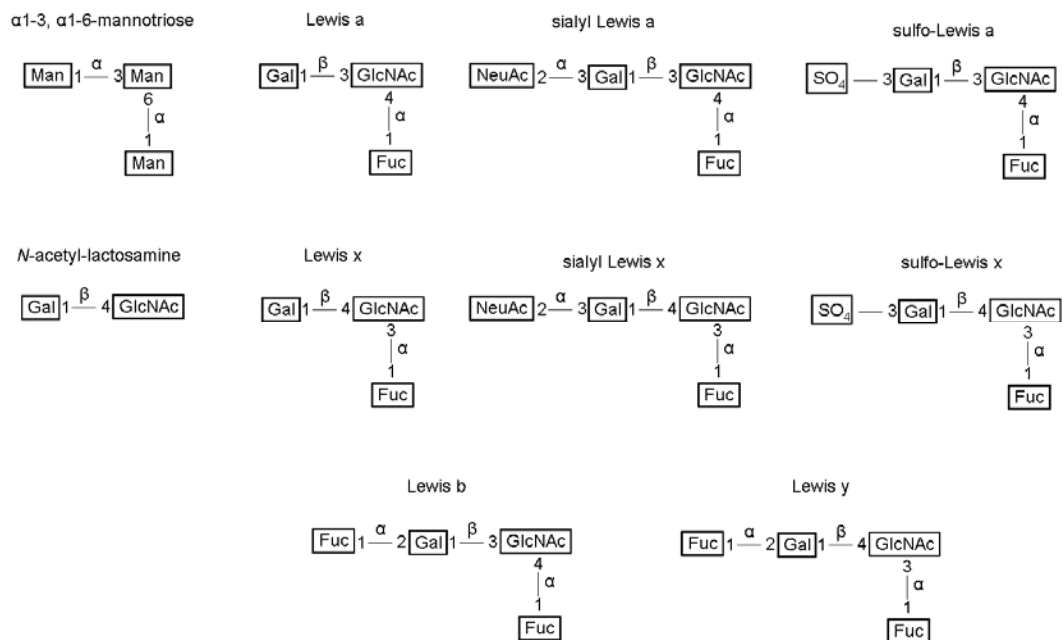 α1-3, α1-6-mannotriose
Lewis a
sialyl Lewis a
sulfo-Lewis a
Man 1 α 3 Man
6
α
1
Man
Gal 1 β 3 GlcNAc
4
α
1
Fuc
NeuAc 2 α 3 Gal 1 β 3 GlcNAc
4
α
1
Fuc
SO₄ 3 Gal 1 β 3 GlcNAc
4
α
1
Fuc
N-acetyl-lactosamine
Lewis x
sialyl Lewis x
sulfo-Lewis x
Gal 1 β 4 GlcNAc
Gal 1 β 4 GlcNAc
3
α
1
Fuc
NeuAc 2 α 3 Gal 1 β 4 GlcNAc
3
α
1
Fuc
SO₄ 3 Gal 1 β 4 GlcNAc
3
α
1
Fuc
Lewis b
Lewis y
Fuc 1 α 2 Gal 1 β 3 GlcNAc
4
α
1
Fuc
Fuc 1 α 2 Gal 1 β 4 GlcNAc
3
α
1
Fuc